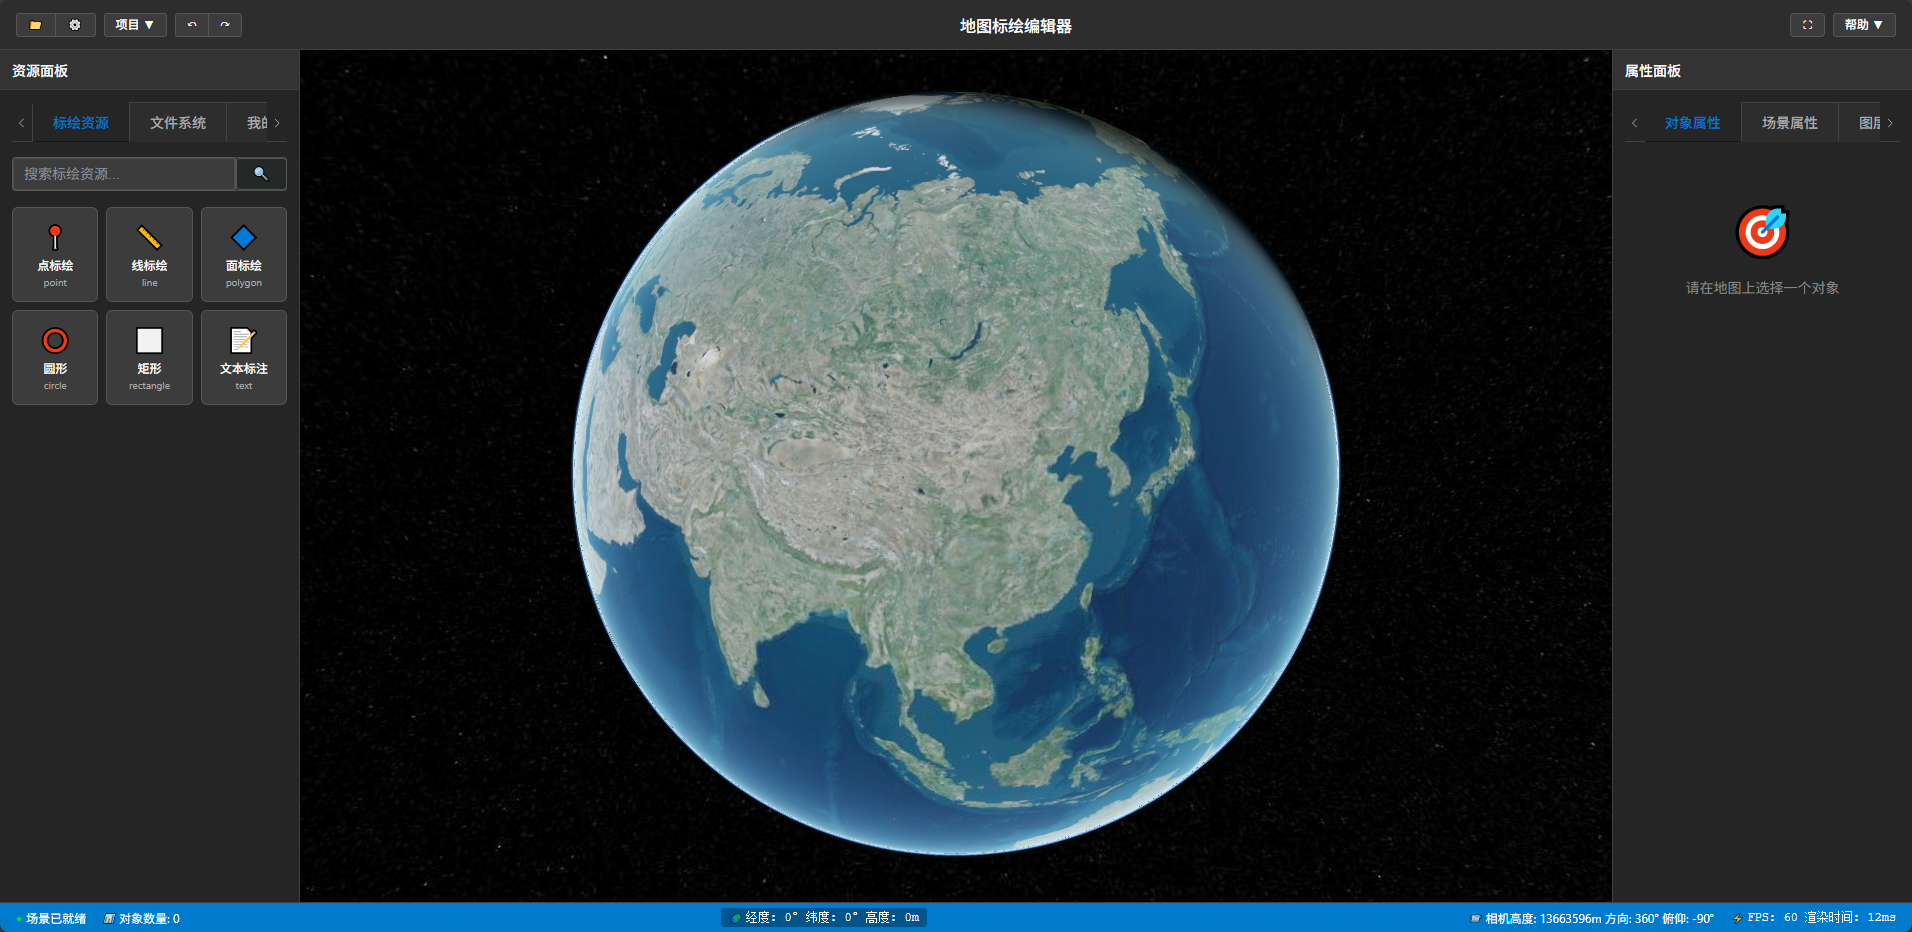 项目 ▼
地图标绘编辑器
帮助 ▼
资源面板
标绘资源
文件系统
我的
搜索标绘资源...
点标绘
point
线标绘
line
面标绘
polygon
圆形
circle
矩形
rectangle
文本标注
text
属性面板
对象属性
场景属性
图层
请在地图上选择一个对象
场景已就绪
对象数量: 0
经度: 0° 纬度: 0° 高度: 0m
相机高度: 13663596m 方向: 360° 俯仰: -90°
FPS: 60 渲染时间: 12ms